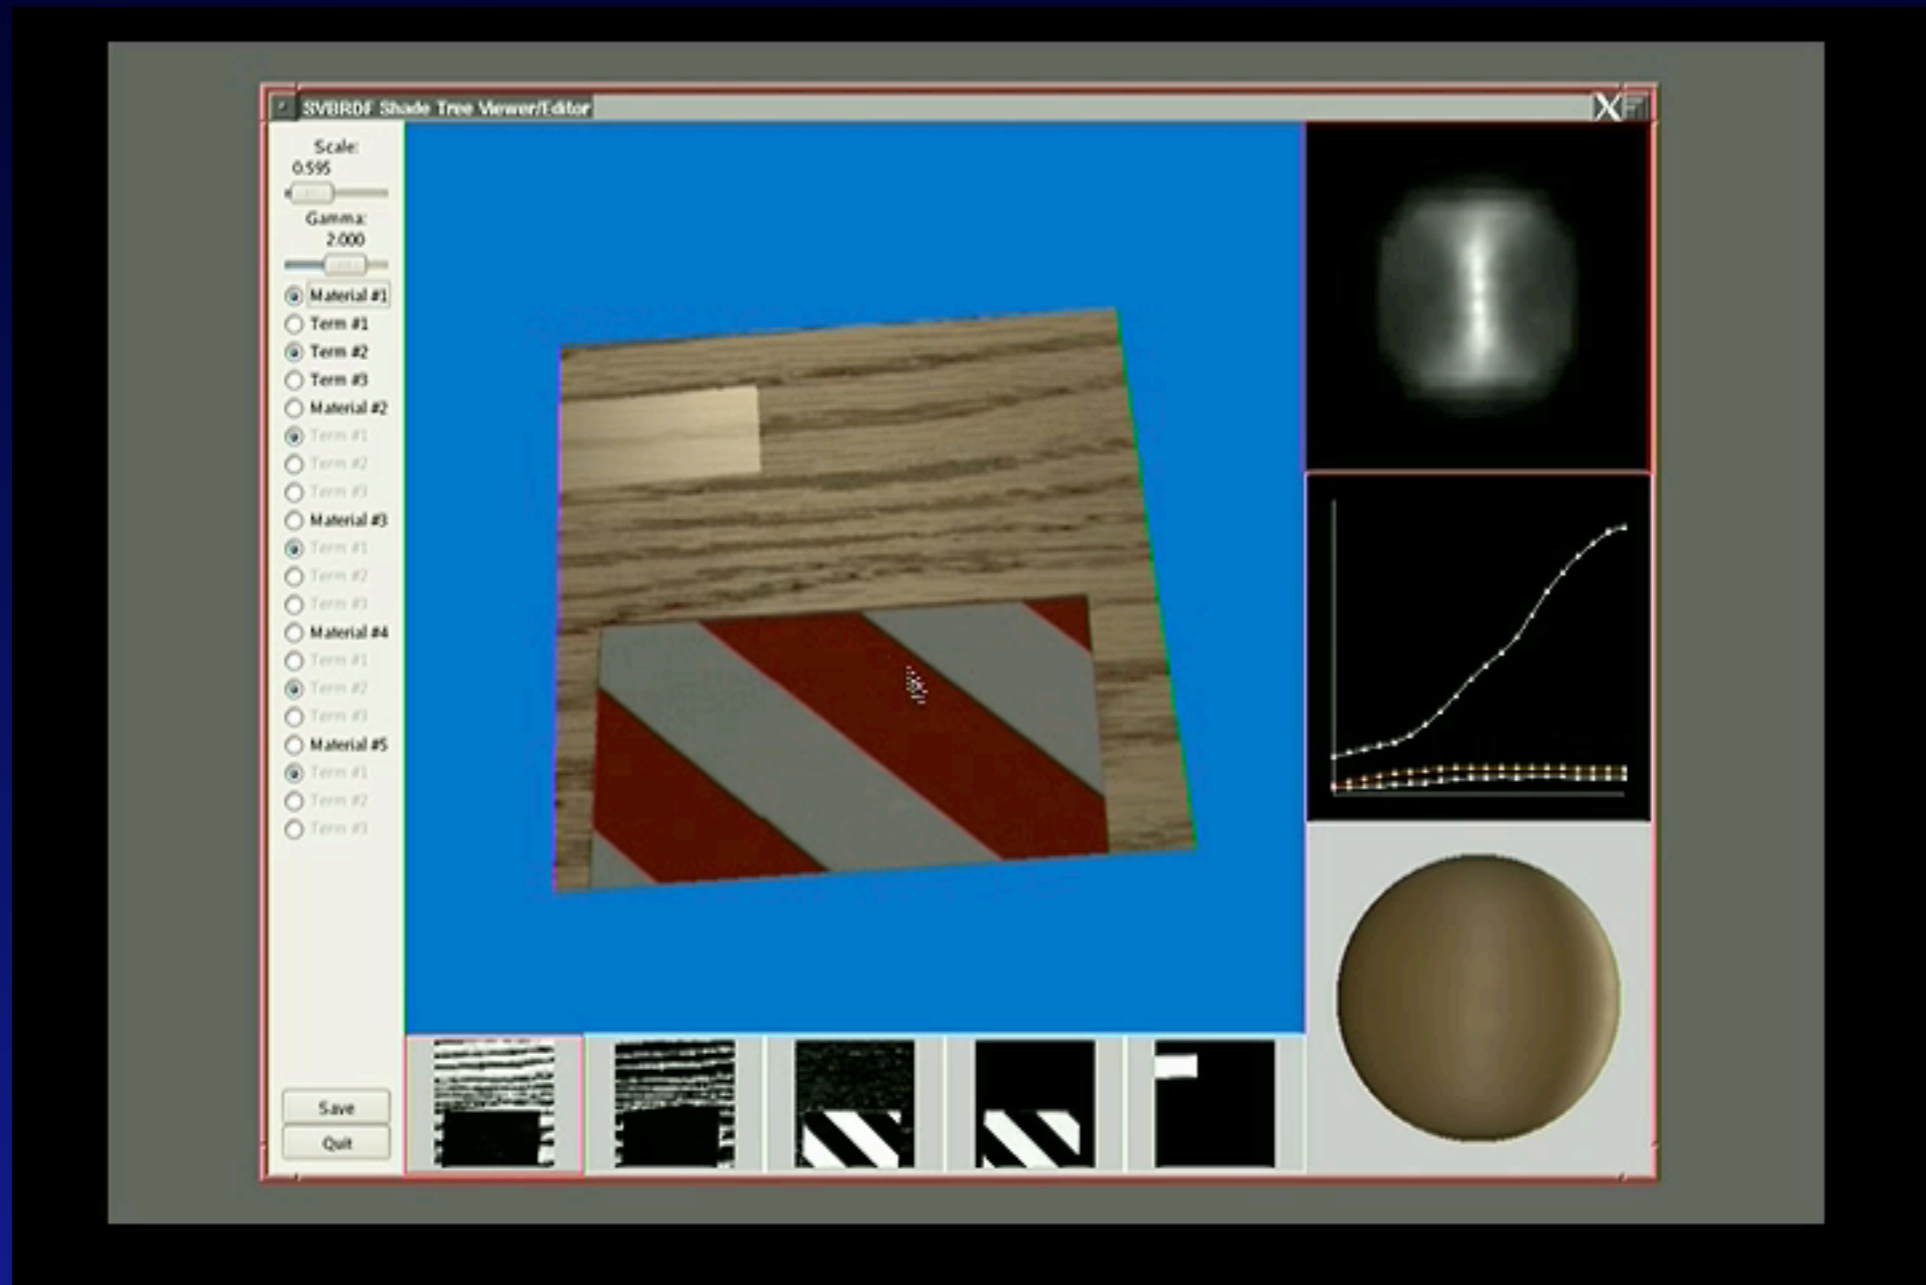 SVBRDF Shade Tree Viewer/Editor
Scale:
0.595
Gamma:
2.000
Material #1
Term #1
Term #2
Term #3
Material #2
Term #1
Term #2
Term #3
Material #3
Term #1
Term #2
Term #3
Material #4
Term #1
Term #2
Term #3
Material #5
Term #1
Term #2
Term #3
Save
Quit